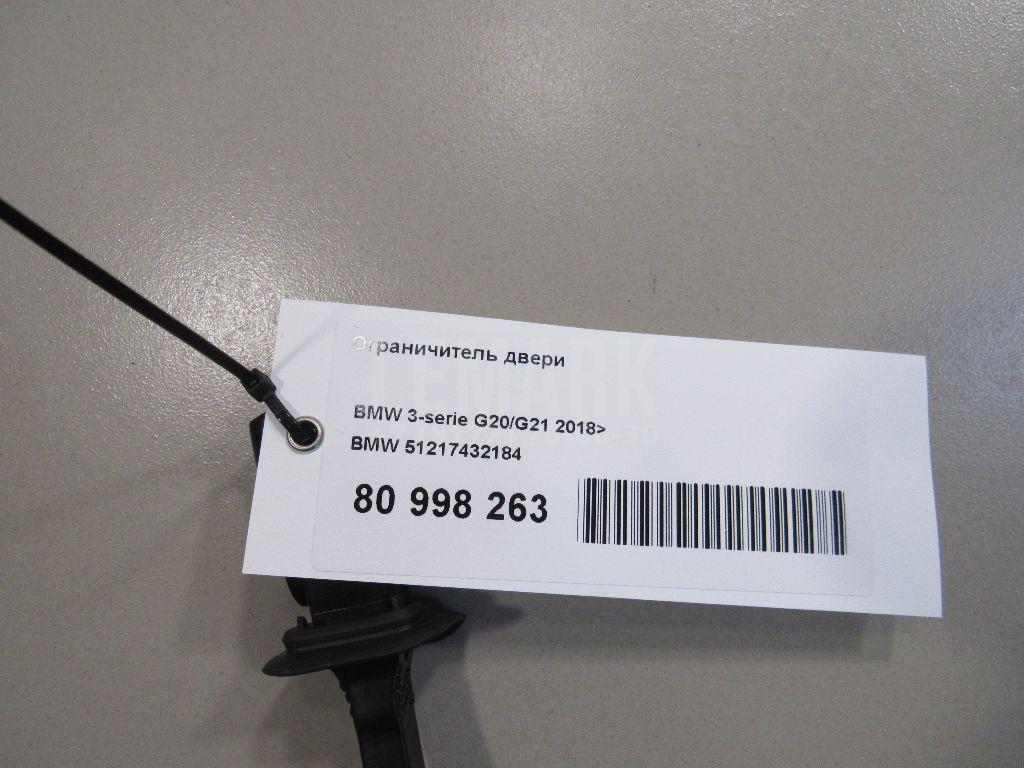 Ограничитель двери
BMW 3-serie G20/G21 2018>
BMW 51217432184
80 998 263